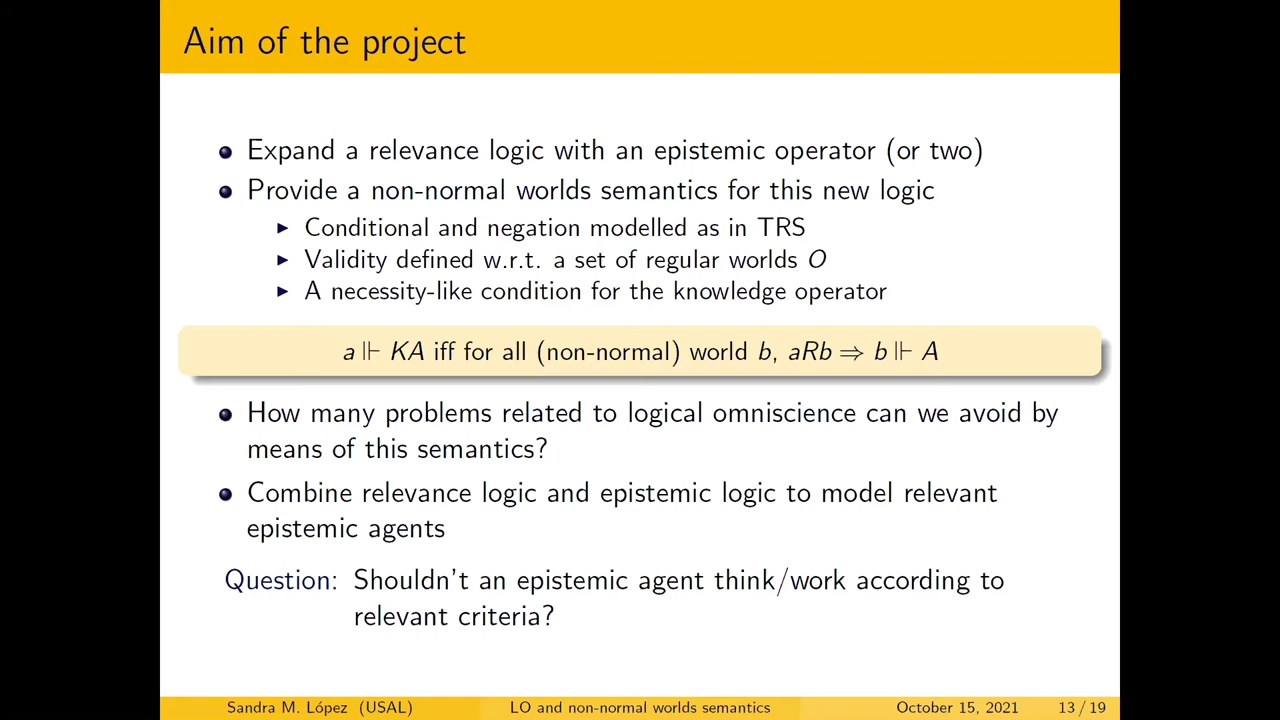 Aim of the project
Expand a relevance logic with an epistemic operator (or two)
Provide a non-normal worlds semantics for this new logic
Conditional and negation modelled as in TRS
Validity defined w.r.t. a set of regular worlds O
A necessity-like condition for the knowledge operator
a ⊩ KA iff for all (non-normal) world b, aRb ⇒ b ⊩ A
How many problems related to logical omniscience can we avoid by
means of this semantics?
Combine relevance logic and epistemic logic to model relevant
epistemic agents
Question: Shouldn't an epistemic agent think/work according to
relevant criteria?
Sandra M. López (USAL) LO and non-normal worlds semantics October 15, 2021 13 / 19